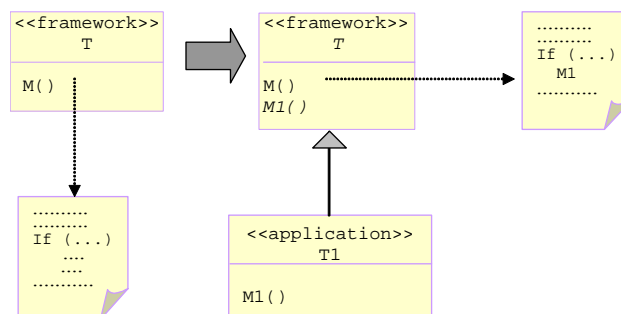 <<framework>>
T
M()
..........
..........
If (...)
....
....
...........
<<framework>>
T
M()
M1()
..........
..........
If (...)
M1
...........
<<application>>
T1
M1()